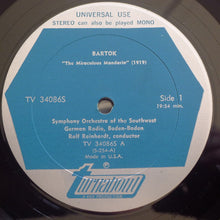 UNIVERSAL USE
STEREO can also be played MONO
BARTOK
"The Miraculous Mandarin" (1919)
TV 34086S
Side 1
19:54 min.
Symphony Orchestra of the Southwest
German Radio, Baden-Baden
Rolf Reinhardt, conductor
TV 34086S A
(S-254-A)
Made in U.S.A.
turnabout